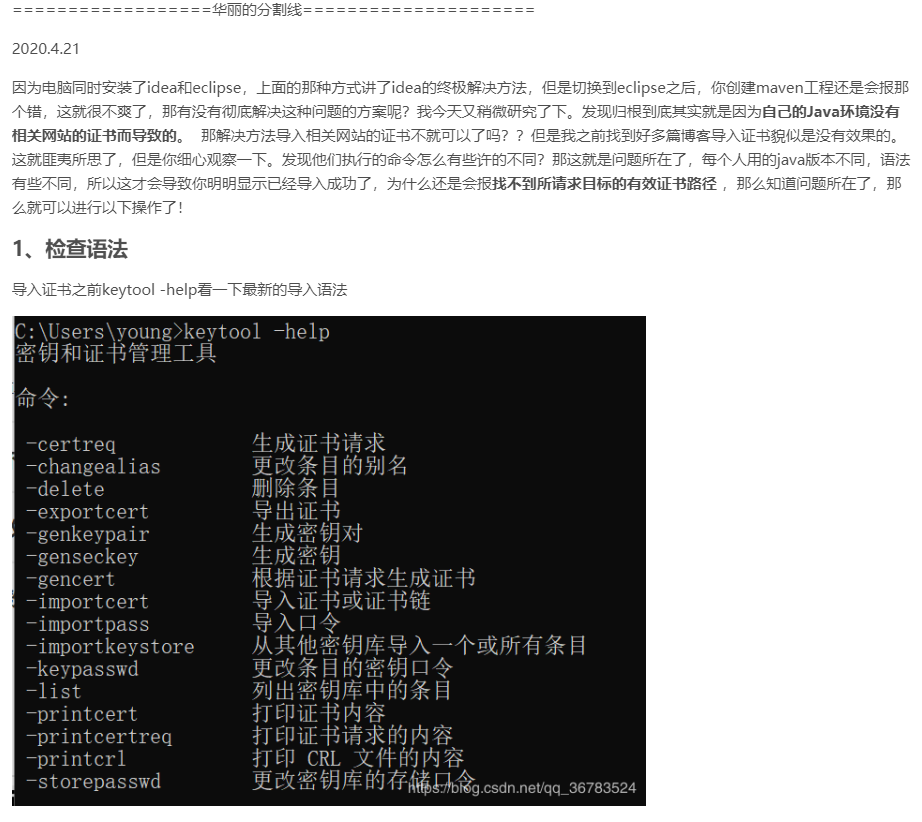 ==================华丽的分割线=====================
2020.4.21
因为电脑同时安装了idea和eclipse，上面的那种方式讲了idea的终极解决方法，但是切换到eclipse之后，你创建maven工程还是会报那
个错，这就很不爽了，那有没有彻底解决这种问题的方案呢？我今天又稍微研究了下。发现归根到底其实就是因为自己的Java环境没有
相关网站的证书而导致的。 那解决方法导入相关网站的证书不就可以了吗？？但是我之前找到好多篇博客导入证书貌似是没有效果的。
这就匪夷所思了，但是你细心观察一下。发现他们执行的命令怎么有些许的不同？那这就是问题所在了，每个人用的java版本不同，语法
有些不同，所以这才会导致你明明显示已经导入成功了，为什么还是会报找不到所请求目标的有效证书路径 ，那么知道问题所在了，那
么就可以进行以下操作了！
1、检查语法
导入证书之前keytool -help看一下最新的导入语法
C:\Users\young>keytool -help
密钥和证书管理工具
命令:
-certreq 生成证书请求
-changealias 更改条目的别名
-delete 删除条目
-exportcert 导出证书
-genkeypair 生成密钥对
-genseckey 生成密钥
-gencert 根据证书请求生成证书
-importcert 导入证书或证书链
-importpass 导入口令
-importkeystore 从其他密钥库导入一个或所有条目
-keypasswd 更改条目的密钥口令
-list 列出密钥库中的条目
-printcert 打印证书内容
-printcertreq 打印证书请求的内容
-printcrl 打印 CRL 文件的内容
-storepasswd 更改密钥库的存储口令
https://blog.csdn.net/qq_36783524